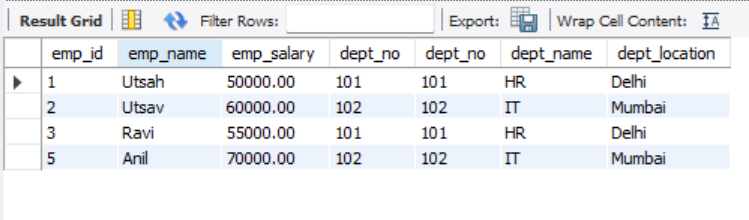 Result Grid Filter Rows: Export: Wrap Cell Content: IA
emp_id emp_name emp_salary dept_no dept_no dept_name dept_location
1 Utsah 50000.00 101 101 HR Delhi
2 Utsav 60000.00 102 102 IT Mumbai
3 Ravi 55000.00 101 101 HR Delhi
5 Anil 70000.00 102 102 IT Mumbai